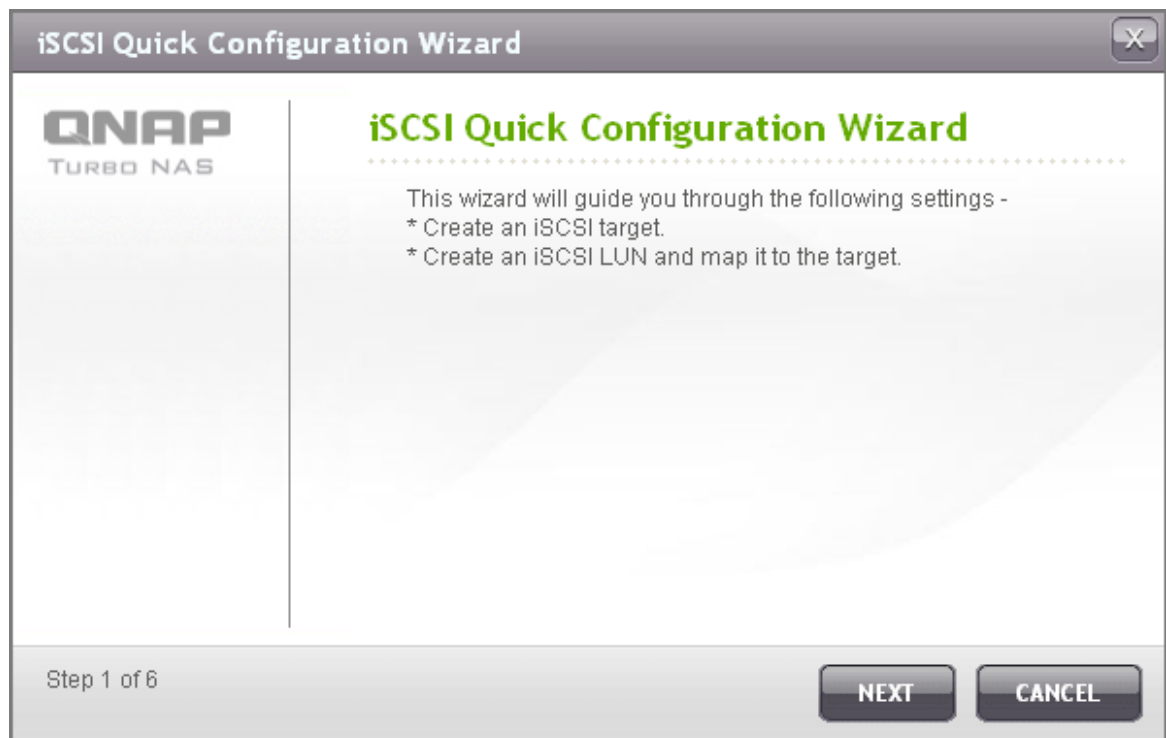 iSCSI Quick Configuration Wizard
X
QNAP
TURBO NAS
iSCSI Quick Configuration Wizard
This wizard will guide you through the following settings -
* Create an iSCSI target.
* Create an iSCSI LUN and map it to the target.
Step 1 of 6
NEXT
CANCEL